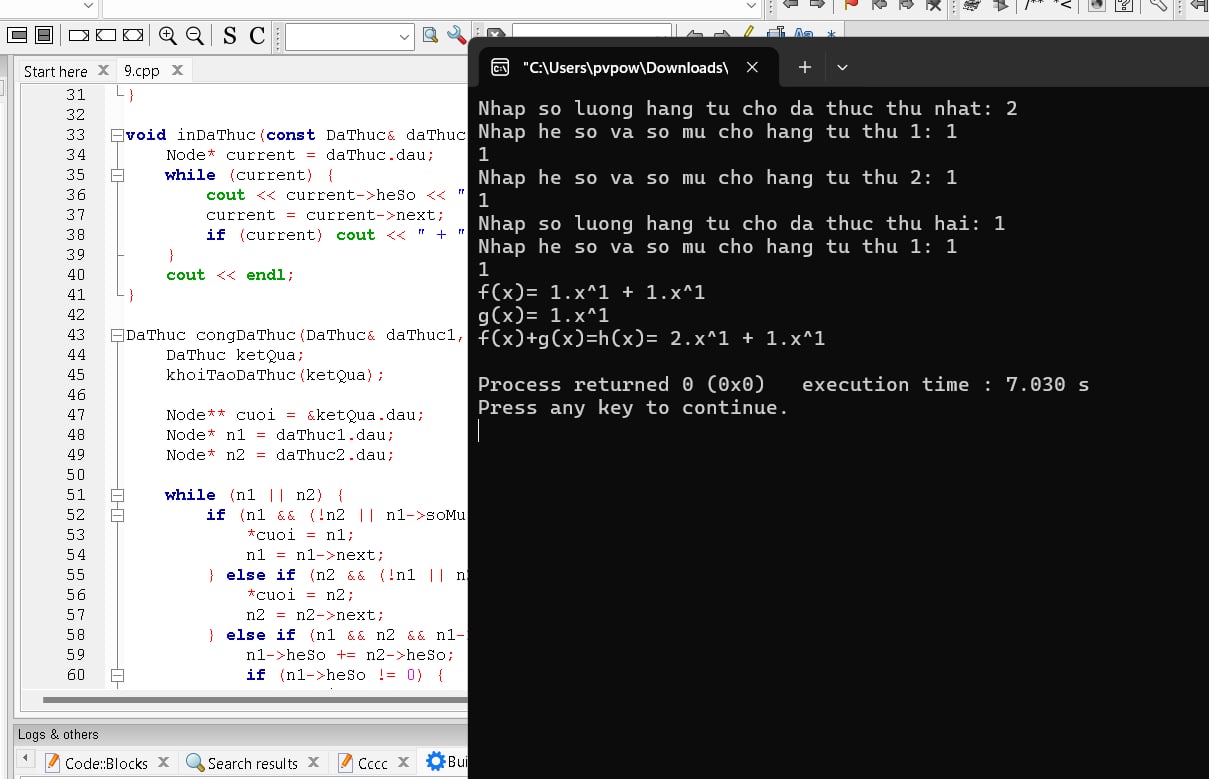 S C
Start here
9.cpp
"C:\Users\pvpow\Downloads\
31 }
32
33 void inDaThuc(const DaThuc& daThuc
34 Node* current = daThuc.dau;
35 while (current) {
36 cout << current->heSo << "
37 current = current->next;
38 if (current) cout << " + "
39 }
40 cout << endl;
41 }
42
43 DaThuc congDaThuc(DaThuc& daThuc1,
44 DaThuc ketQua;
45 khoiTaoDaThuc(ketQua);
46
47 Node** cuoi = &ketQua.dau;
48 Node* n1 = daThuc1.dau;
49 Node* n2 = daThuc2.dau;
50
51 while (n1 || n2) {
52 if (n1 && (!n2 || n1->soMu
53 *cuoi = n1;
54 n1 = n1->next;
55 } else if (n2 && (!n1 || n
56 *cuoi = n2;
57 n2 = n2->next;
58 } else if (n1 && n2 && n1-
59 n1->heSo += n2->heSo;
60 if (n1->heSo != 0) {
Nhap so luong hang tu cho da thuc thu nhat: 2
Nhap he so va so mu cho hang tu thu 1: 1
1
Nhap he so va so mu cho hang tu thu 2: 1
1
Nhap so luong hang tu cho da thuc thu hai: 1
Nhap he so va so mu cho hang tu thu 1: 1
1
f(x)= 1.x^1 + 1.x^1
g(x)= 1.x^1
f(x)+g(x)=h(x)= 2.x^1 + 1.x^1
Process returned 0 (0x0)   execution time : 7.030 s
Press any key to continue.
Logs & others
Code::Blocks
Search results
Cccc
Bui